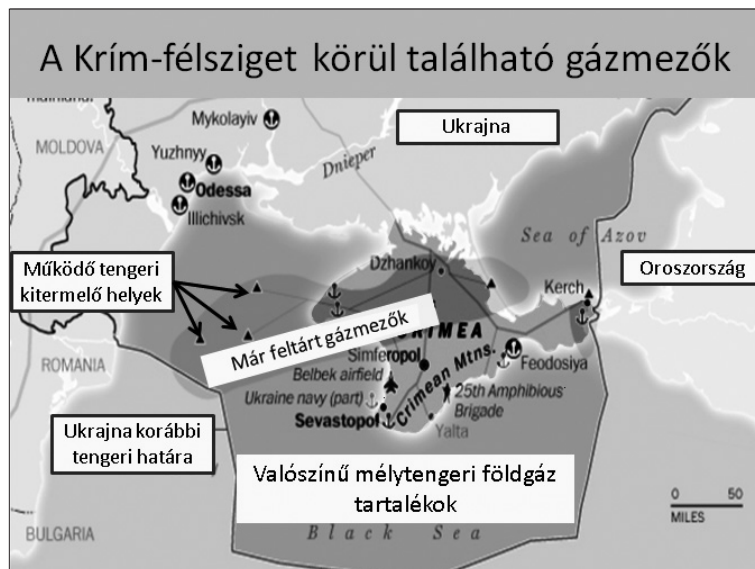 A Krím-félsziget körül található gázmezők
Mykolayiv
Ukrajna
MOLDOVA
Yuzhnyy
Dnieper
Odessa
Illichivsk
Sea of Azov
Dzhankoy
Működő tengeri
kitermelő helyek
Kerch
Oroszország
Már feltárt gázmezők
CRIMEA
Simferopol
ROMANIA
Belbek airfield
Crimean Mtns.
Feodosiya
Ukraine navy (part)
25th Amphibious
Brigade
Sevastopol
Yalta
Ukrajna korábbi
tengeri határa
Valószínű mélytengeri földgáz
tartalékok
0 50
MILES
BULGARIA
Black Sea